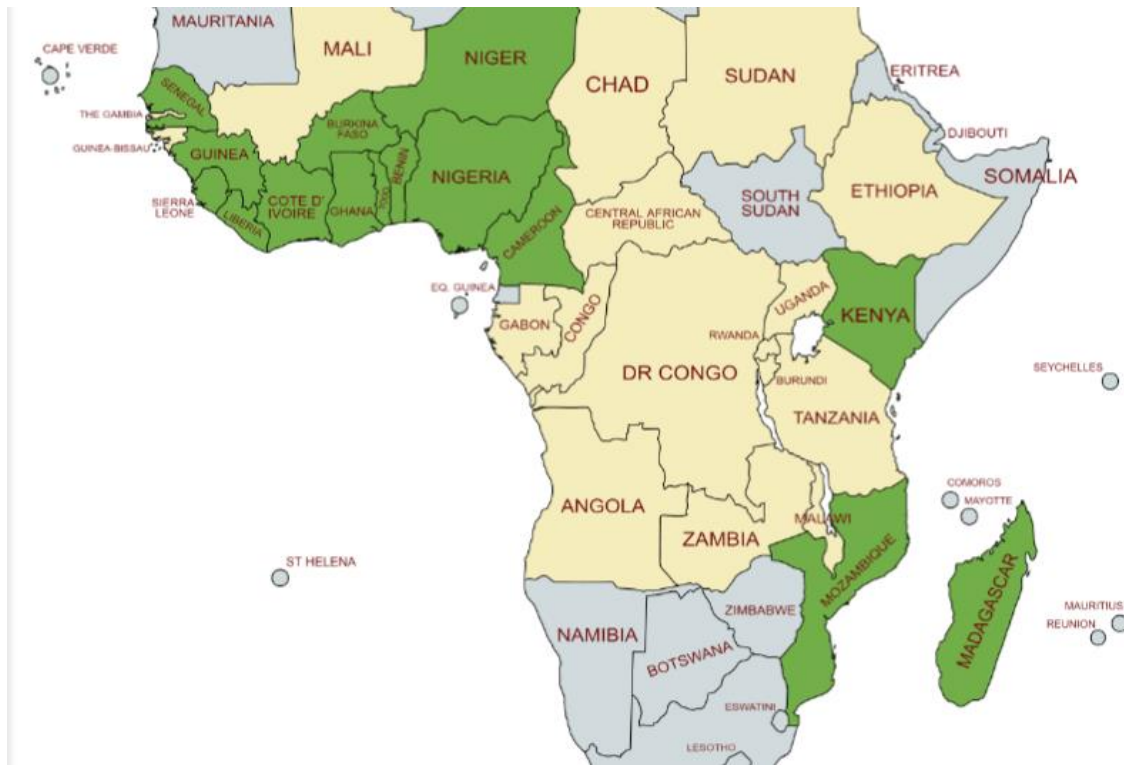 MAURITANIA
CAPE VERDE
MALI
NIGER
CHAD
SUDAN
ERITREA
SENEGAL
THE GAMBIA
BURKINA
FASO
DJIBOUTI
GUINEA-BISSAU
GUINEA
BENIN
NIGERIA
SOMALIA
ETHIOPIA
SIERRA
LEONE
LIBERIA
COTE D'
IVOIRE
GHANA
TOGO
CAMEROON
CENTRAL AFRICAN
REPUBLIC
SOUTH
SUDAN
EQ. GUINEA
GABON
CONGO
UGANDA
KENYA
RWANDA
DR CONGO
BURUNDI
SEYCHELLES
TANZANIA
ANGOLA
ZAMBIA
MALAWI
COMOROS
MAYOTTE
MOZAMBIQUE
ST HELENA
ZIMBABWE
MADAGASCAR
MAURITIUS
REUNION
NAMIBIA
BOTSWANA
ESWATINI
LESOTHO